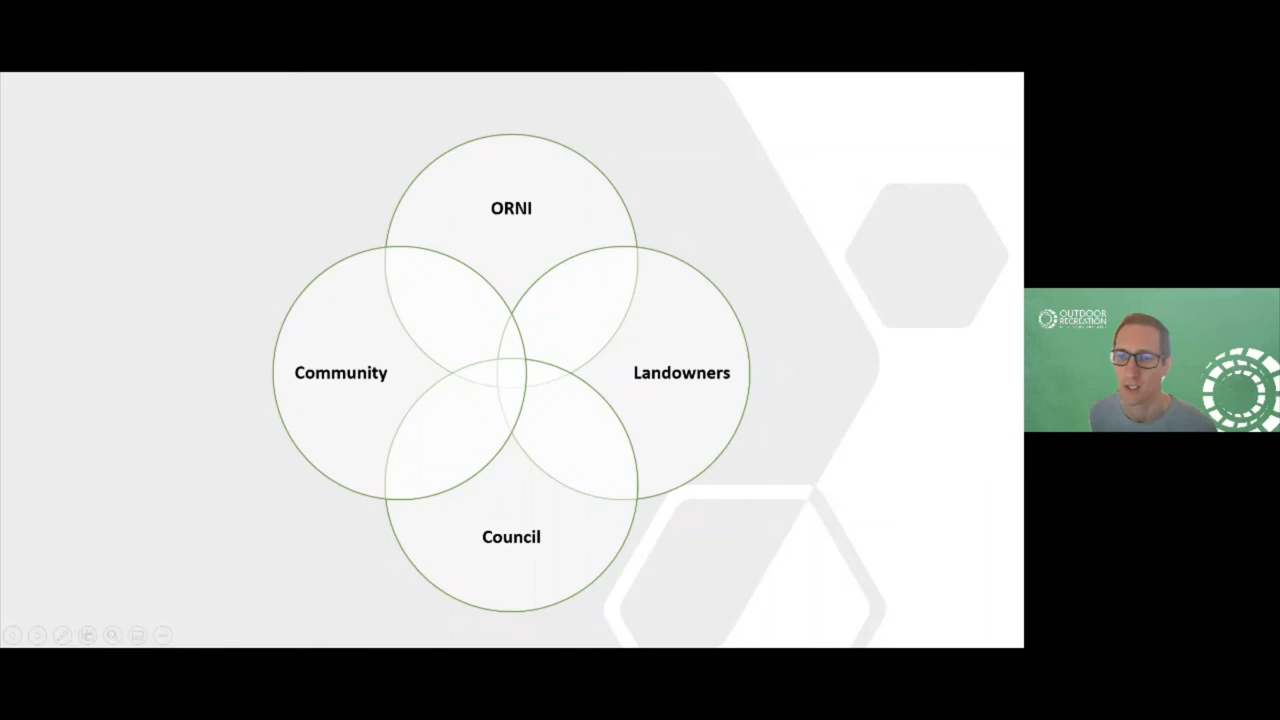 ORNI
Community
Landowners
Council
OUTDOOR
RECREATION